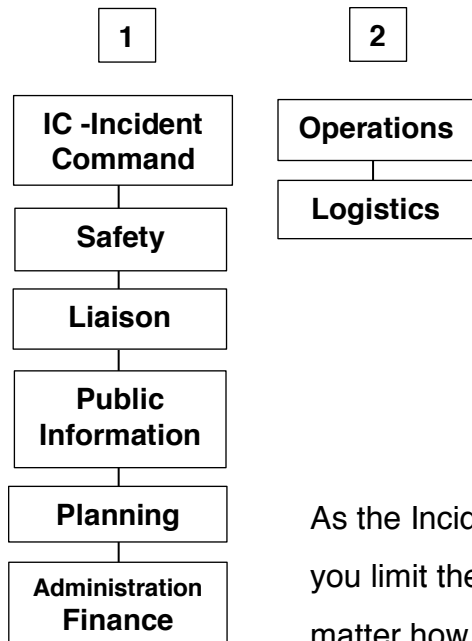 1
2
IC -Incident
Command
Safety
Liaison
Public
Information
Planning
Administration
Finance
Operations
Logistics
As the Incid
you limit the
matter how